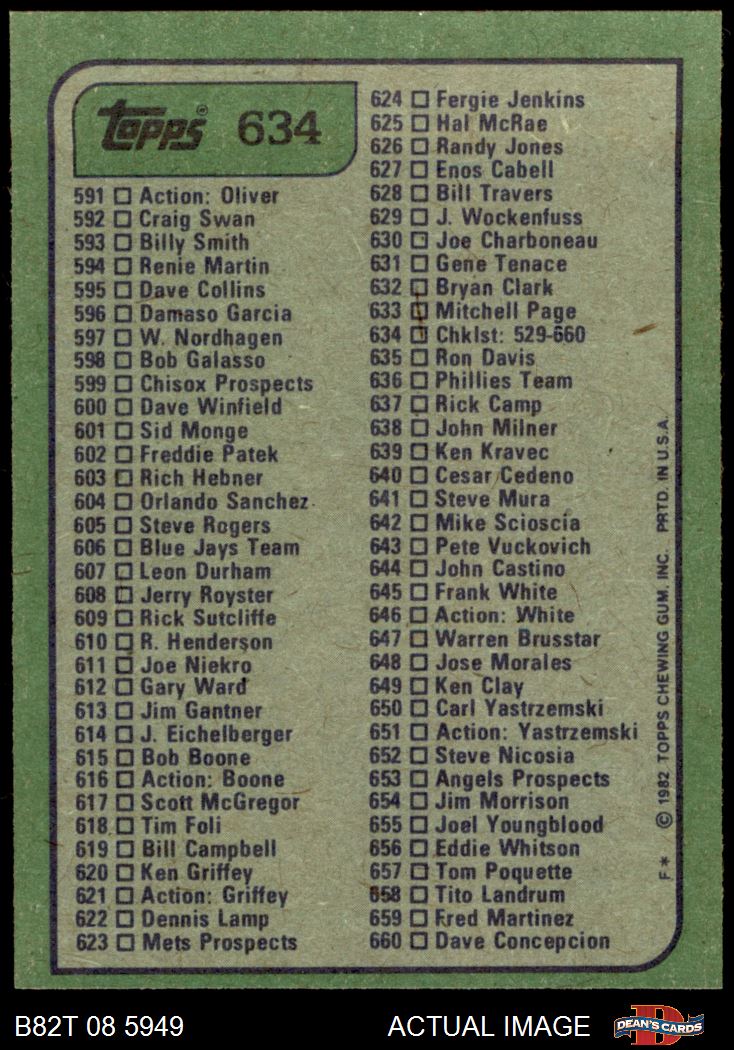 Topps® 634
591 Action: Oliver
592 Craig Swan
593 Billy Smith
594 Renie Martin
595 Dave Collins
596 Damaso Garcia
597 W. Nordhagen
598 Bob Galasso
599 Chisox Prospects
600 Dave Winfield
601 Sid Monge
602 Freddie Patek
603 Rich Hebner
604 Orlando Sanchez
605 Steve Rogers
606 Blue Jays Team
607 Leon Durham
608 Jerry Royster
609 Rick Sutcliffe
610 R. Henderson
611 Joe Niekro
612 Gary Ward
613 Jim Gantner
614 J. Eichelberger
615 Bob Boone
616 Action: Boone
617 Scott McGregor
618 Tim Foli
619 Bill Campbell
620 Ken Griffey
621 Action: Griffey
622 Dennis Lamp
623 Mets Prospects
624 Fergie Jenkins
625 Hal McRae
626 Randy Jones
627 Enos Cabell
628 Bill Travers
629 J. Wockenfuss
630 Joe Charboneau
631 Gene Tenace
632 Bryan Clark
633 Mitchell Page
634 Chklst: 529-660
635 Ron Davis
636 Phillies Team
637 Rick Camp
638 John Milner
639 Ken Kravec
640 Cesar Cedeno
641 Steve Mura
642 Mike Scioscia
643 Pete Vuckovich
644 John Castino
645 Frank White
646 Action: White
647 Warren Brusstar
648 Jose Morales
649 Ken Clay
650 Carl Yastrzemski
651 Action: Yastrzemski
652 Steve Nicosia
653 Angels Prospects
654 Jim Morrison
655 Joel Youngblood
656 Eddie Whitson
657 Tom Poquette
658 Tito Landrum
659 Fred Martinez
660 Dave Concepcion
F* © 1982 TOPPS CHEWING GUM, INC. PRTD. IN U.S.A.
B82T 08 5949 ACTUAL IMAGE
D
DEAN'S CARDS